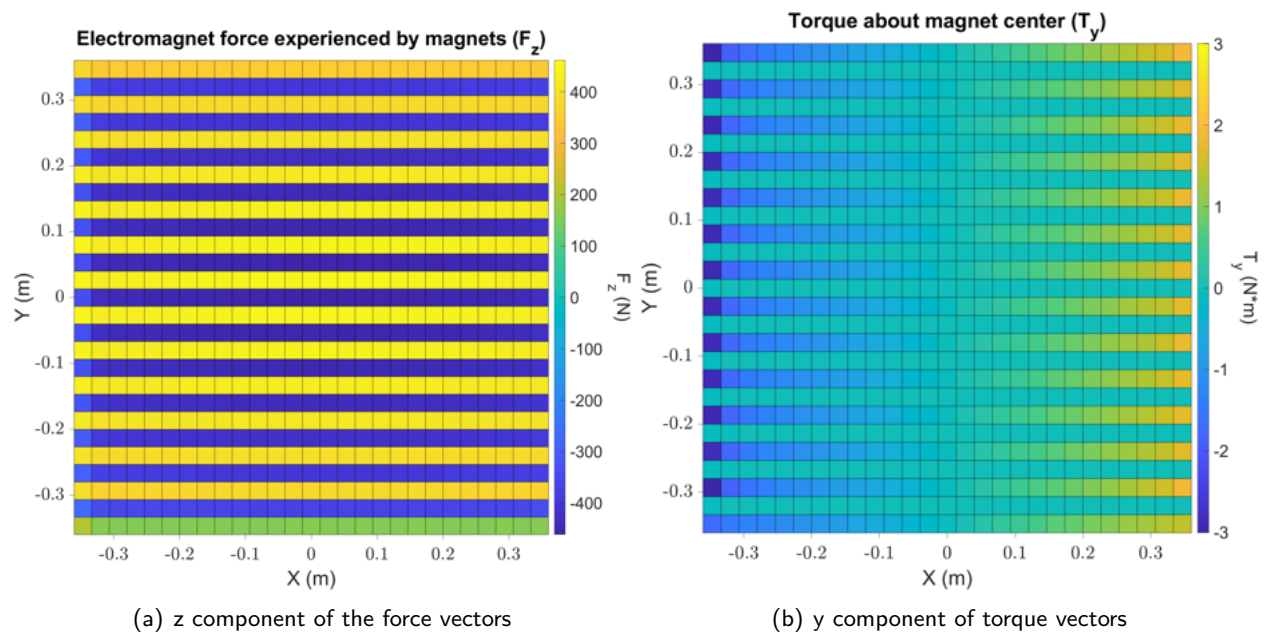 Electromagnet force experienced by magnets (F_z)
0.3
0.2
0.1
0
-0.1
-0.2
-0.3
Y (m)
-0.3 -0.2 -0.1 0 0.1 0.2 0.3
X (m)
400
300
200
100
0
-100
-200
-300
-400
F_z (N)
(a) z component of the force vectors
Torque about magnet center (T_y)
0.3
0.2
0.1
0
-0.1
-0.2
-0.3
Y (m)
-0.3 -0.2 -0.1 0 0.1 0.2 0.3
X (m)
3
2
1
0
-1
-2
-3
T_y (N*m)
(b) y component of torque vectors